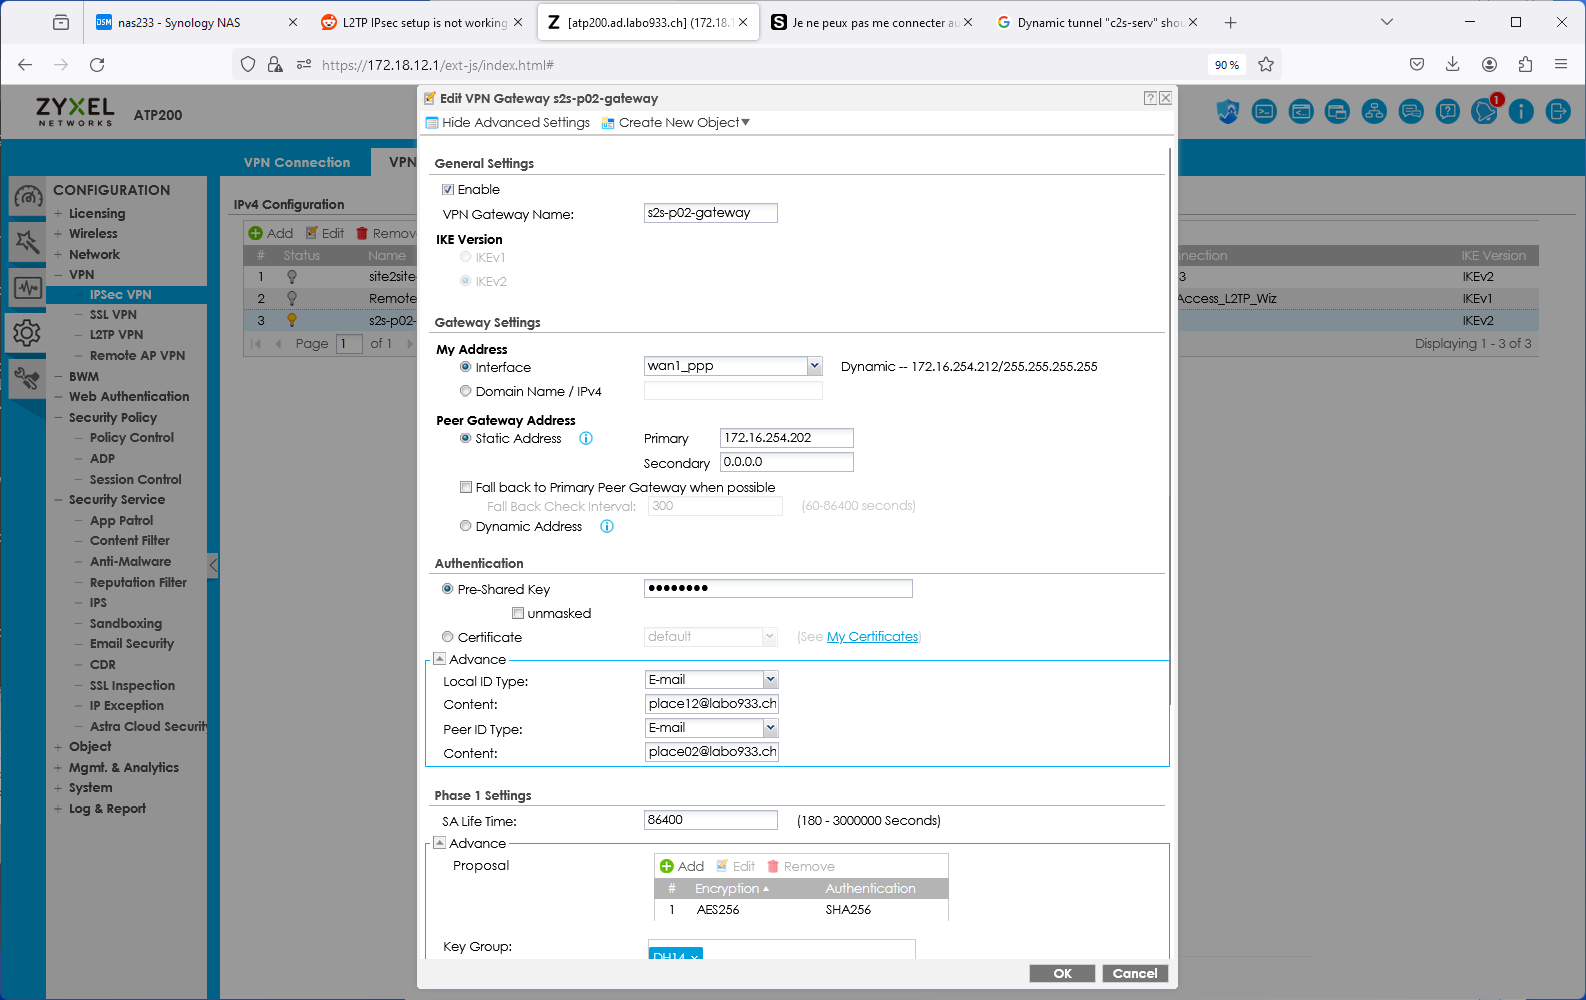 nas233 - Synology NAS
L2TP IPsec setup is not working
[atp200.ad.labo933.ch] (172.18.1
Je ne peux pas me connecter au
Dynamic tunnel "c2s-serv" shou
https://172.18.12.1/ext-js/index.html#
90 %
ZYXEL
NETWORKS
ATP200
1
Edit VPN Gateway s2s-p02-gateway
Hide Advanced Settings
Create New Object
VPN Connection
VPN
CONFIGURATION
Licensing
Wireless
Network
VPN
IPSec VPN
SSL VPN
L2TP VPN
Remote AP VPN
BWM
Web Authentication
Security Policy
Policy Control
ADP
Session Control
Security Service
App Patrol
Content Filter
Anti-Malware
Reputation Filter
IPS
Sandboxing
Email Security
CDR
SSL Inspection
IP Exception
Astra Cloud Security
Object
Mgmt. & Analytics
System
Log & Report
IPv4 Configuration
Add Edit Remov
# Status Name
1 site2site
2 Remote
3 s2s-p02-
Page 1 of 1
nnection IKE Version
3 IKEv2
Access_L2TP_Wiz IKEv1
IKEv2
Displaying 1 - 3 of 3
General Settings
Enable
VPN Gateway Name: s2s-p02-gateway
IKE Version
IKEv1
IKEv2
Gateway Settings
My Address
Interface wan1_ppp Dynamic -- 172.16.254.212/255.255.255.255
Domain Name / IPv4
Peer Gateway Address
Static Address Primary 172.16.254.202
Secondary 0.0.0.0
Fall back to Primary Peer Gateway when possible
Fall Back Check Interval: 300 (60-86400 seconds)
Dynamic Address
Authentication
Pre-Shared Key ••••••••
unmasked
Certificate default (See My Certificates)
Advance
Local ID Type: E-mail
Content: place12@labo933.ch
Peer ID Type: E-mail
Content: place02@labo933.ch
Phase 1 Settings
SA Life Time: 86400 (180 - 3000000 Seconds)
Advance
Proposal
Add Edit Remove
# Encryption Authentication
1 AES256 SHA256
Key Group: DH14
OK Cancel